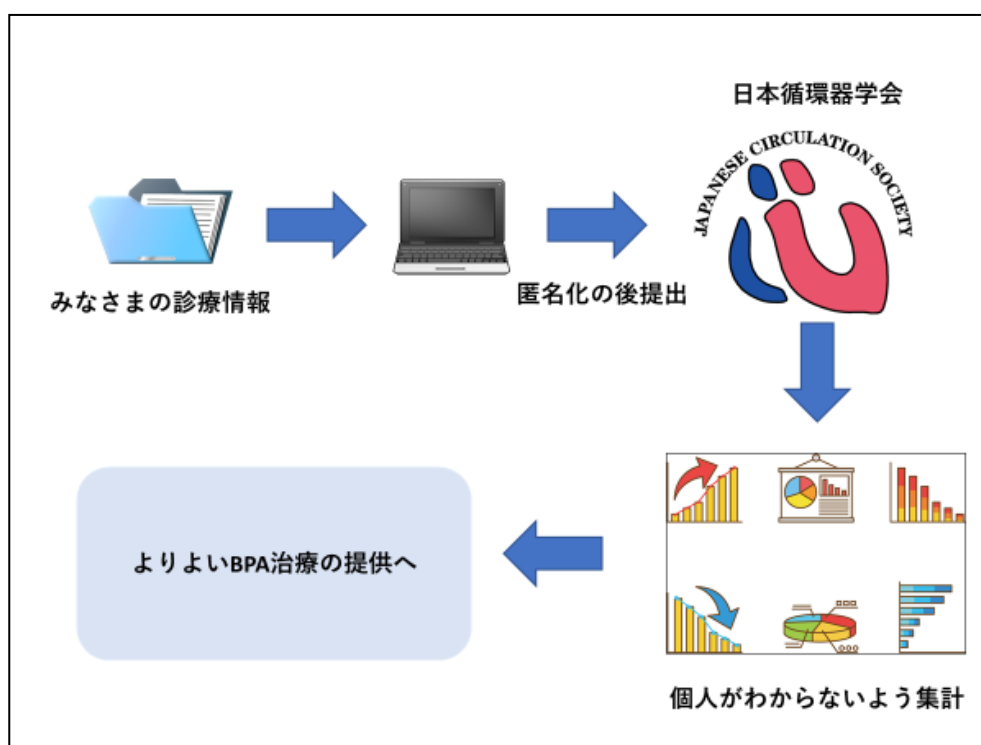 日本循環器学会
JAPANESE CIRCULATION SOCIETY
みなさまの診療情報
匿名化の後提出
よりよいBPA治療の提供へ
個人がわからないよう集計